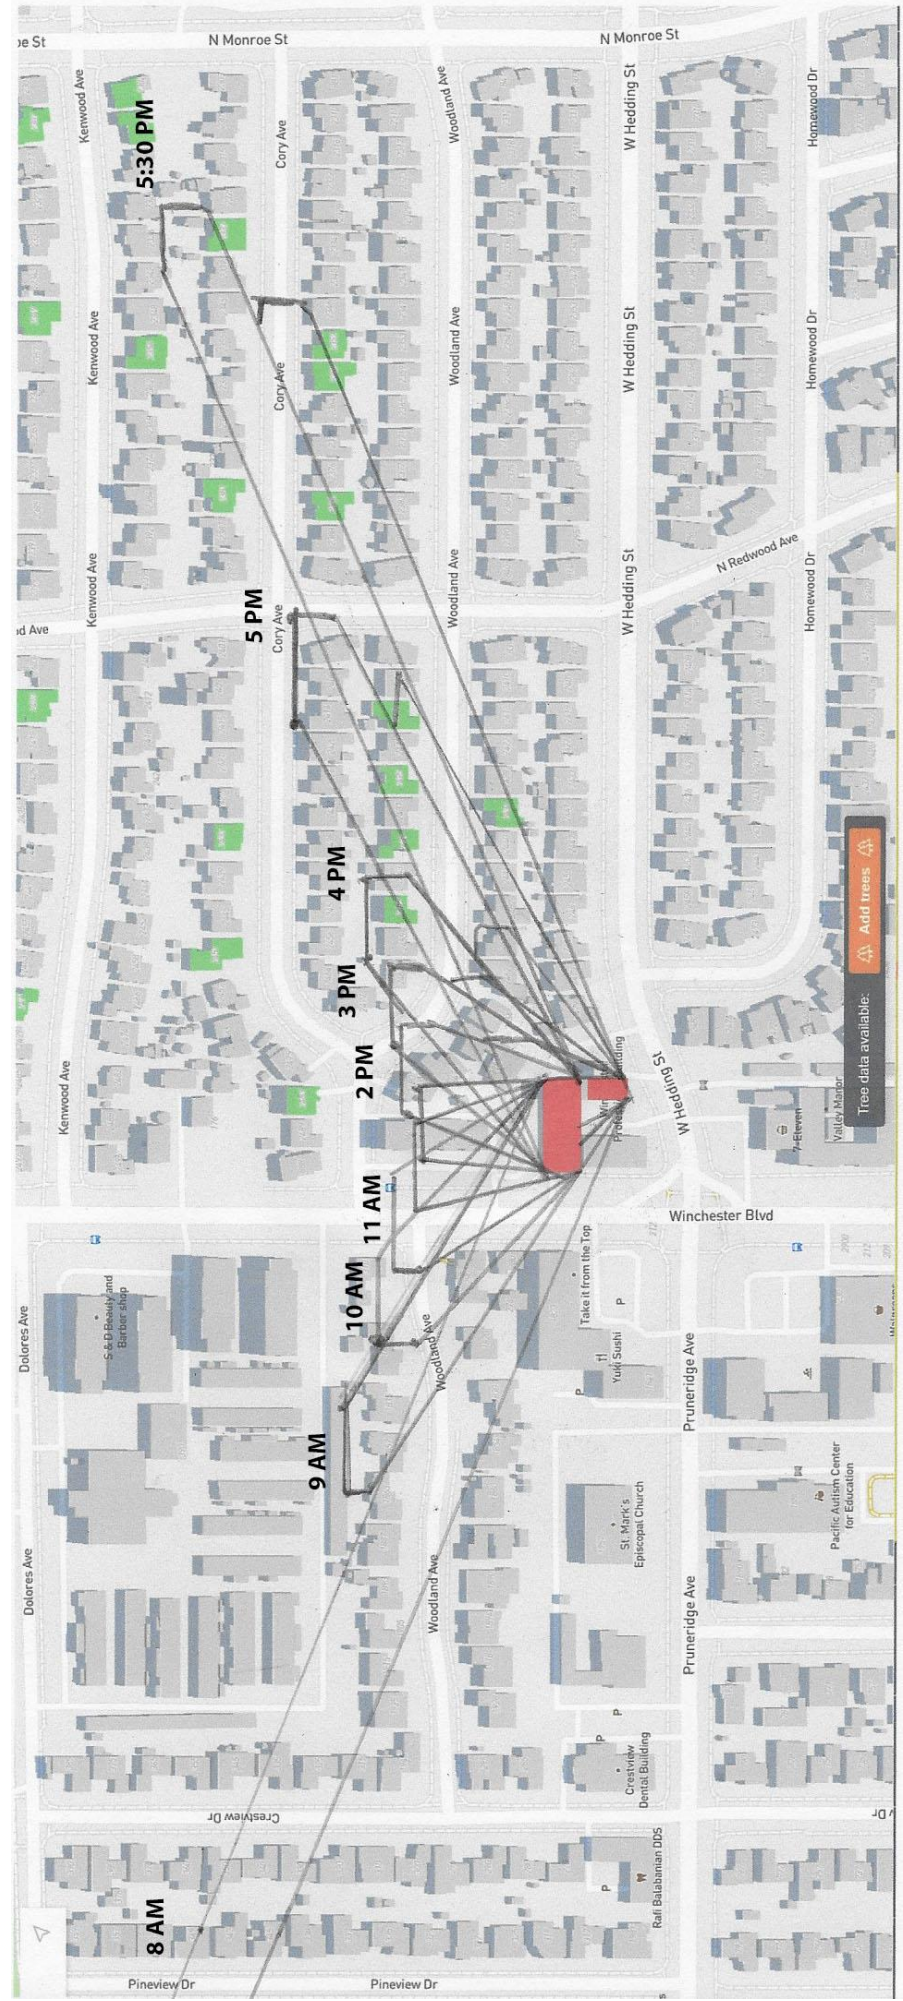 oe St
N Monroe St
N Monroe St
Kenwood Ave
5:30 PM
Cory Ave
Woodland Ave
W Hedding St
Homewood Dr
Kenwood Ave
Cory Ave
Woodland Ave
W Hedding St
Homewood Dr
N Redwood Ave
Kenwood Ave
5 PM
Cory Ave
Woodland Ave
W Hedding St
Homewood Dr
d Ave
4 PM
3 PM
2 PM
Tree data available:
Add trees
Kenwood Ave
W Hedding St
7-Eleven
Valley Manor
11 AM
Winchester Blvd
10 AM
Dolores Ave
S & D Beauty and
Barber shop
Woodland Ave
Take it from the Top
P
Yuki Sushi
P
Pruneridge Ave
9 AM
St. Mark's
Episcopal Church
Pacific Autism Center
for Education
Dolores Ave
Woodland Ave
Pruneridge Ave
P
P
Crestview
Dental Building
Crestview Dr
Dr
8 AM
P
Rafi Balabanian DDS
Pineview Dr
Pineview Dr